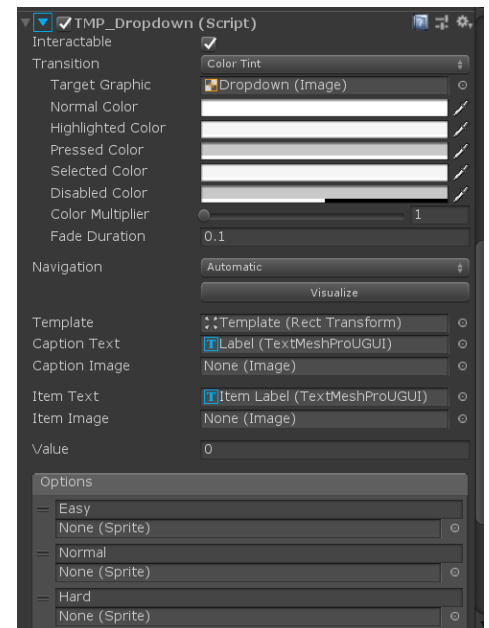 TMP_Dropdown (Script)
Interactable
Transition Color Tint
Target Graphic Dropdown (Image)
Normal Color
Highlighted Color
Pressed Color
Selected Color
Disabled Color
Color Multiplier 1
Fade Duration 0.1
Navigation Automatic
Visualize
Template Template (Rect Transform)
Caption Text Label (TextMeshProUGUI)
Caption Image None (Image)
Item Text Item Label (TextMeshProUGUI)
Item Image None (Image)
Value 0
Options
Easy
None (Sprite)
Normal
None (Sprite)
Hard
None (Sprite)